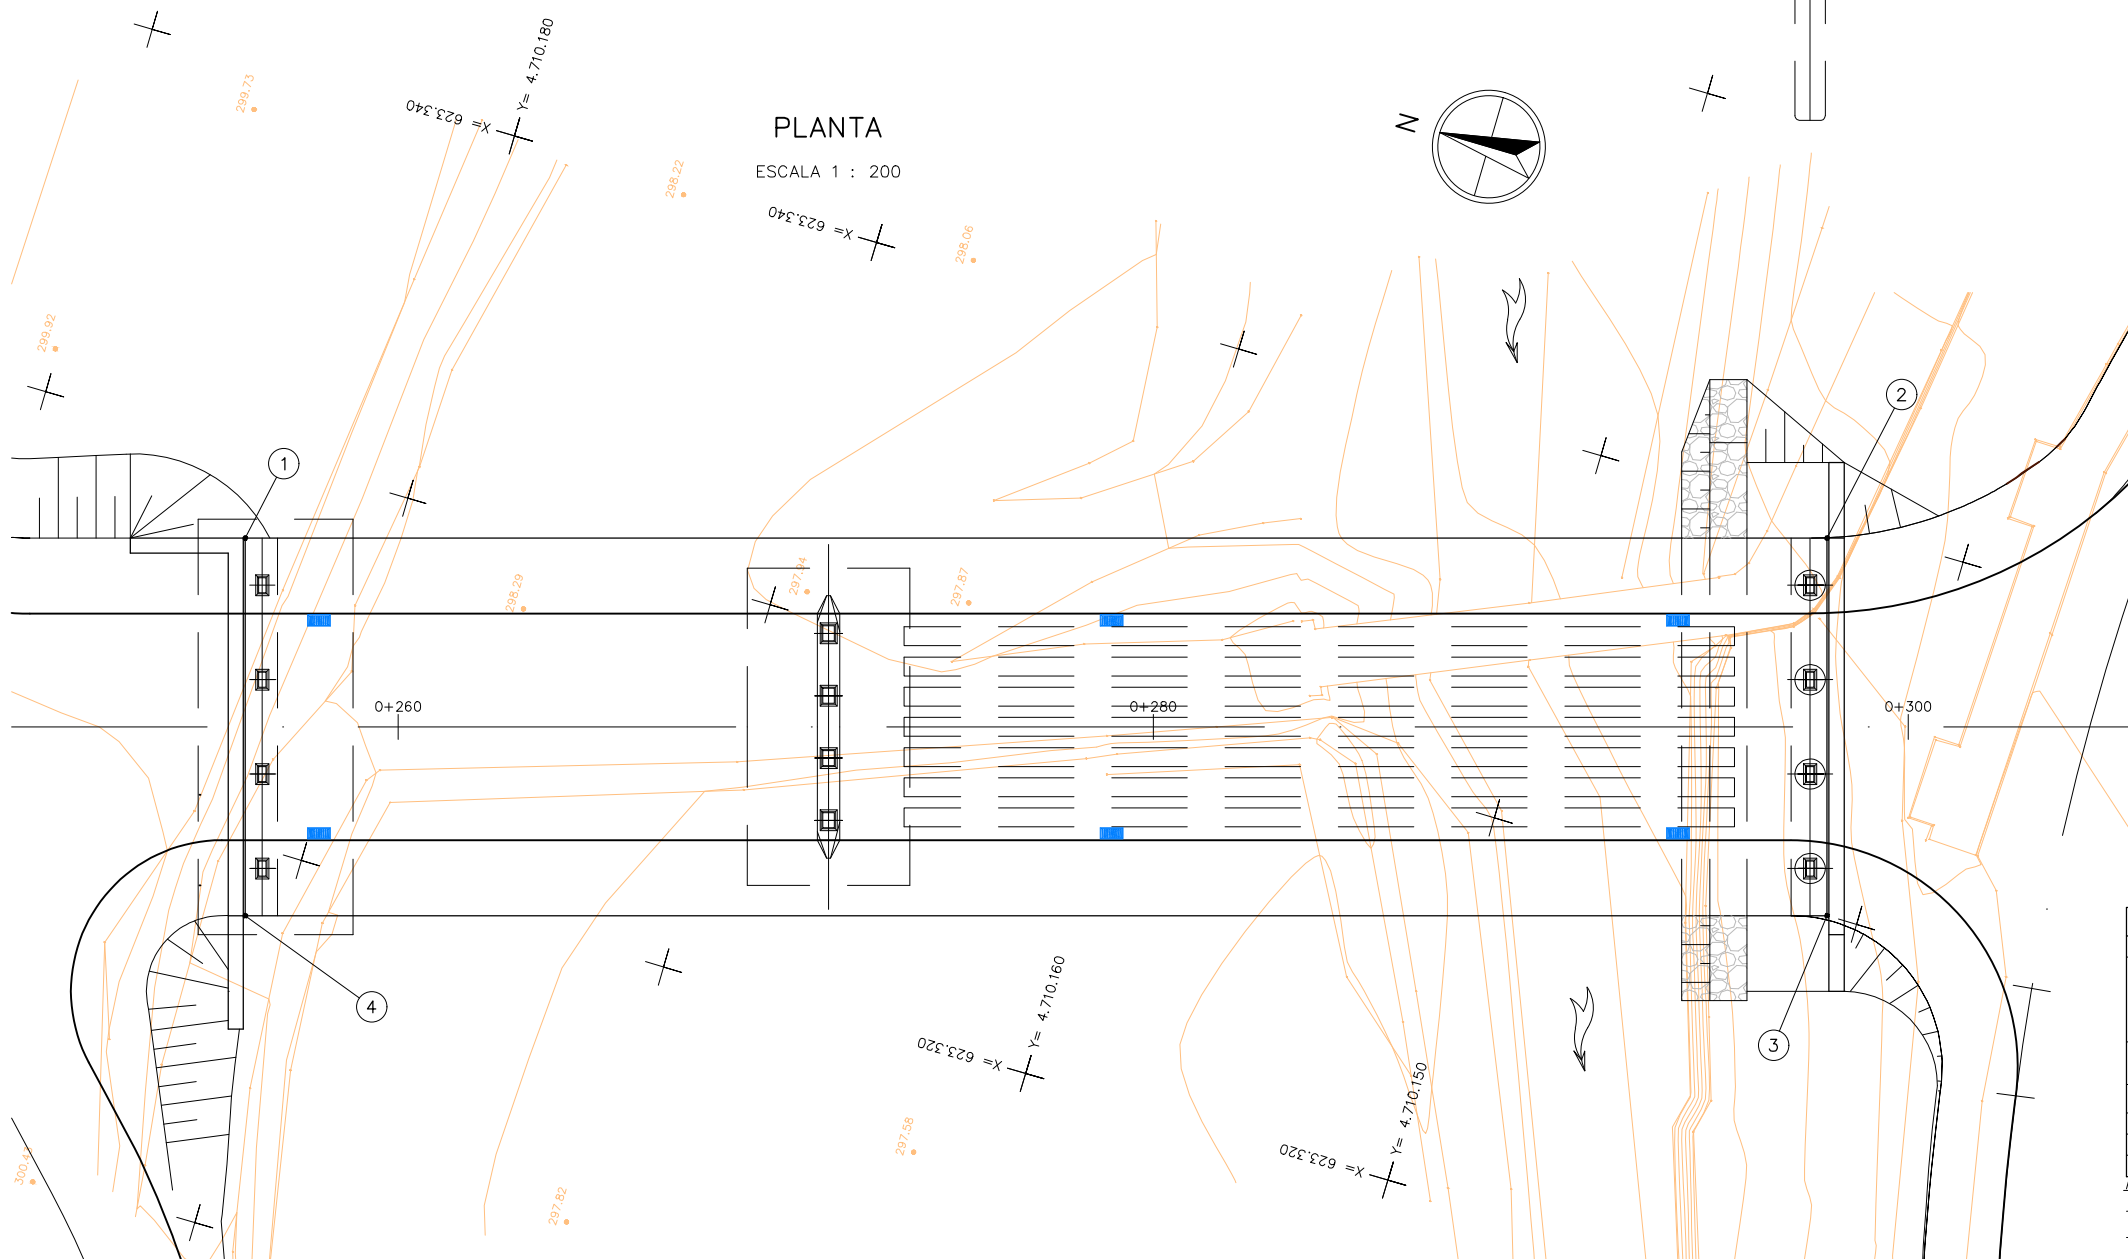 PLANTA
ESCALA 1 : 200
N
Y= 4.710.180
X= 623.340
X= 623.340
299.73
298.22
298.06
299.92
1
2
298.29
297.94
297.87
0+260
0+280
0+300
4
3
Y= 4.710.160
X= 623.320
Y= 4.710.150
X= 623.320
297.58
297.82